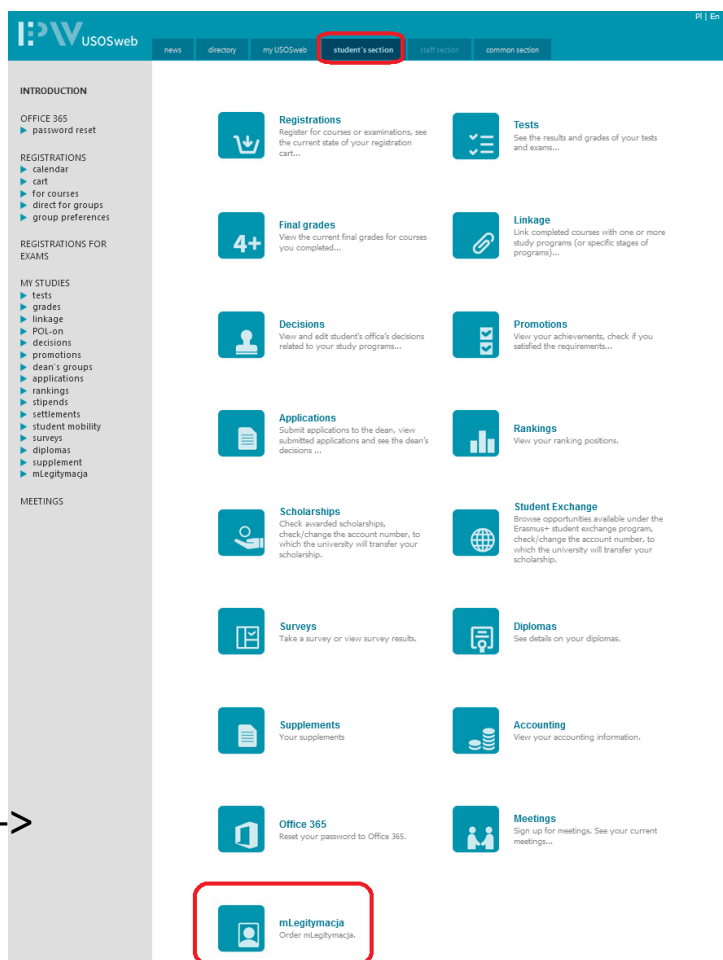 Pl | En
PW USOSweb
news directory my USOSweb student's section staff section common section
INTRODUCTION
OFFICE 365
password reset
REGISTRATIONS
calendar
cart
for courses
direct for groups
group preferences
REGISTRATIONS FOR
EXAMS
MY STUDIES
tests
grades
linkage
POL-on
decisions
promotions
dean's groups
applications
rankings
stipends
settlements
student mobility
surveys
diplomas
supplement
mLegitymacja
MEETINGS
Registrations
Register for courses or examinations, see
the current state of your registration
cart...
Tests
See the results and grades of your tests
and exams...
4+
Final grades
View the current final grades for courses
you completed...
Linkage
Link completed courses with one or more
study programs (or specific stages of
programs)...
Decisions
View and edit student's office's decisions
related to your study programs...
Promotions
View your achievements, check if you
satisfied the requirements...
Applications
Submit applications to the dean, view
submitted applications and see the dean's
decisions ...
Rankings
View your ranking positions.
Scholarships
Check awarded scholarships,
check/change the account number, to
which the university will transfer your
scholarship.
Student Exchange
Browse opportunities available under the
Erasmus+ student exchange program,
check/change the account number, to
which the university will transfer your
scholarship.
Surveys
Take a survey or view survey results.
Diplomas
See details on your diplomas.
Supplements
Your supplements
Accounting
View your accounting information.
->
Office 365
Reset your password to Office 365.
Meetings
Sign up for meetings. See your current
meetings...
mLegitymacja
Order mLegitymacja.